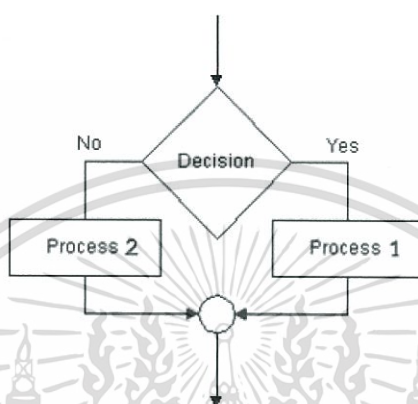 No
Yes
Decision
Process 2
Process 1